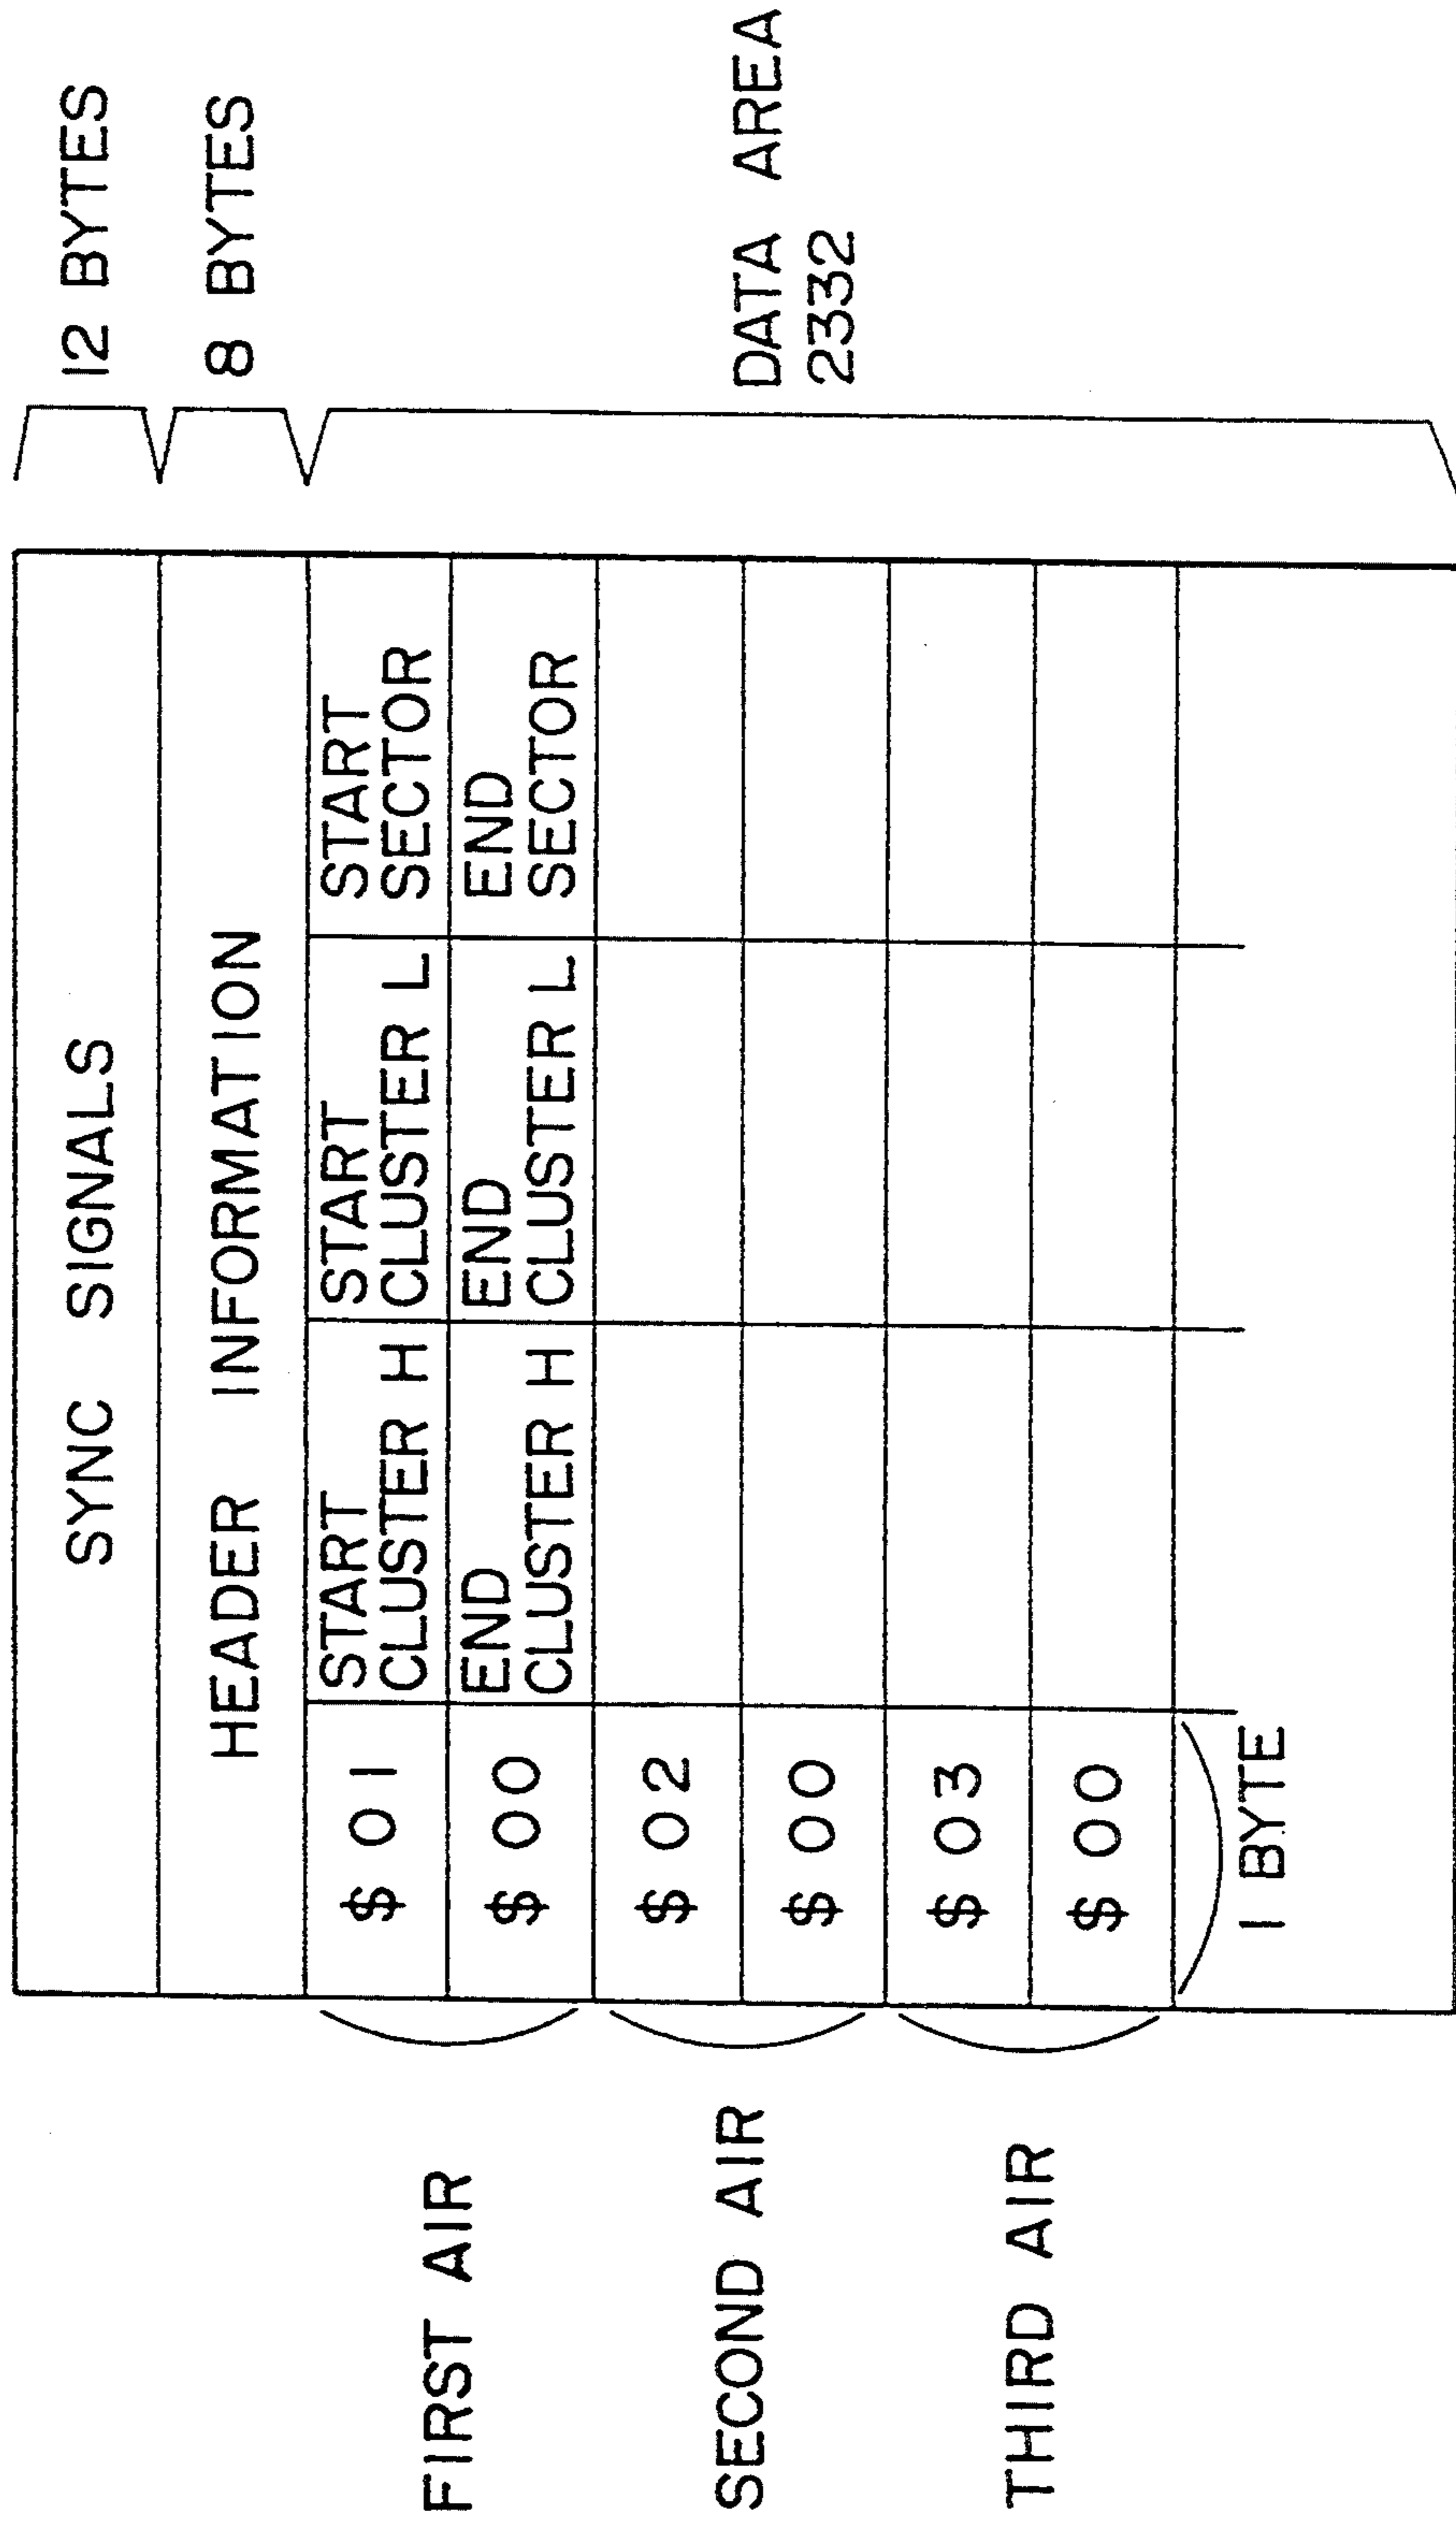 SYNC SIGNALS
12 BYTES
HEADER INFORMATION
8 BYTES
FIRST AIR
$ 01
START CLUSTER H
START CLUSTER L
START SECTOR
$ 00
END CLUSTER H
END CLUSTER L
END SECTOR
SECOND AIR
$ 02
$ 00
DATA AREA
2332
THIRD AIR
$ 03
$ 00
1 BYTE